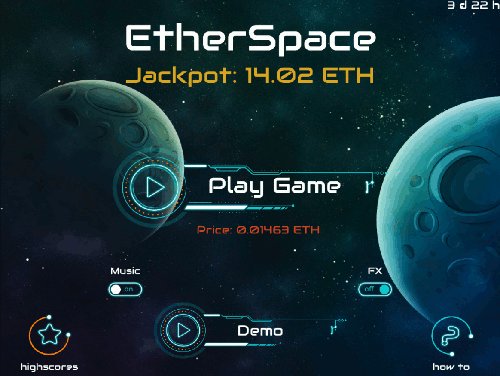 3 d 22 h
EtherSpace
Jackpot: 14.02 ETH
Play Game
Price: 0.01463 ETH
Music
FX
on
off
Demo
highscores
how to